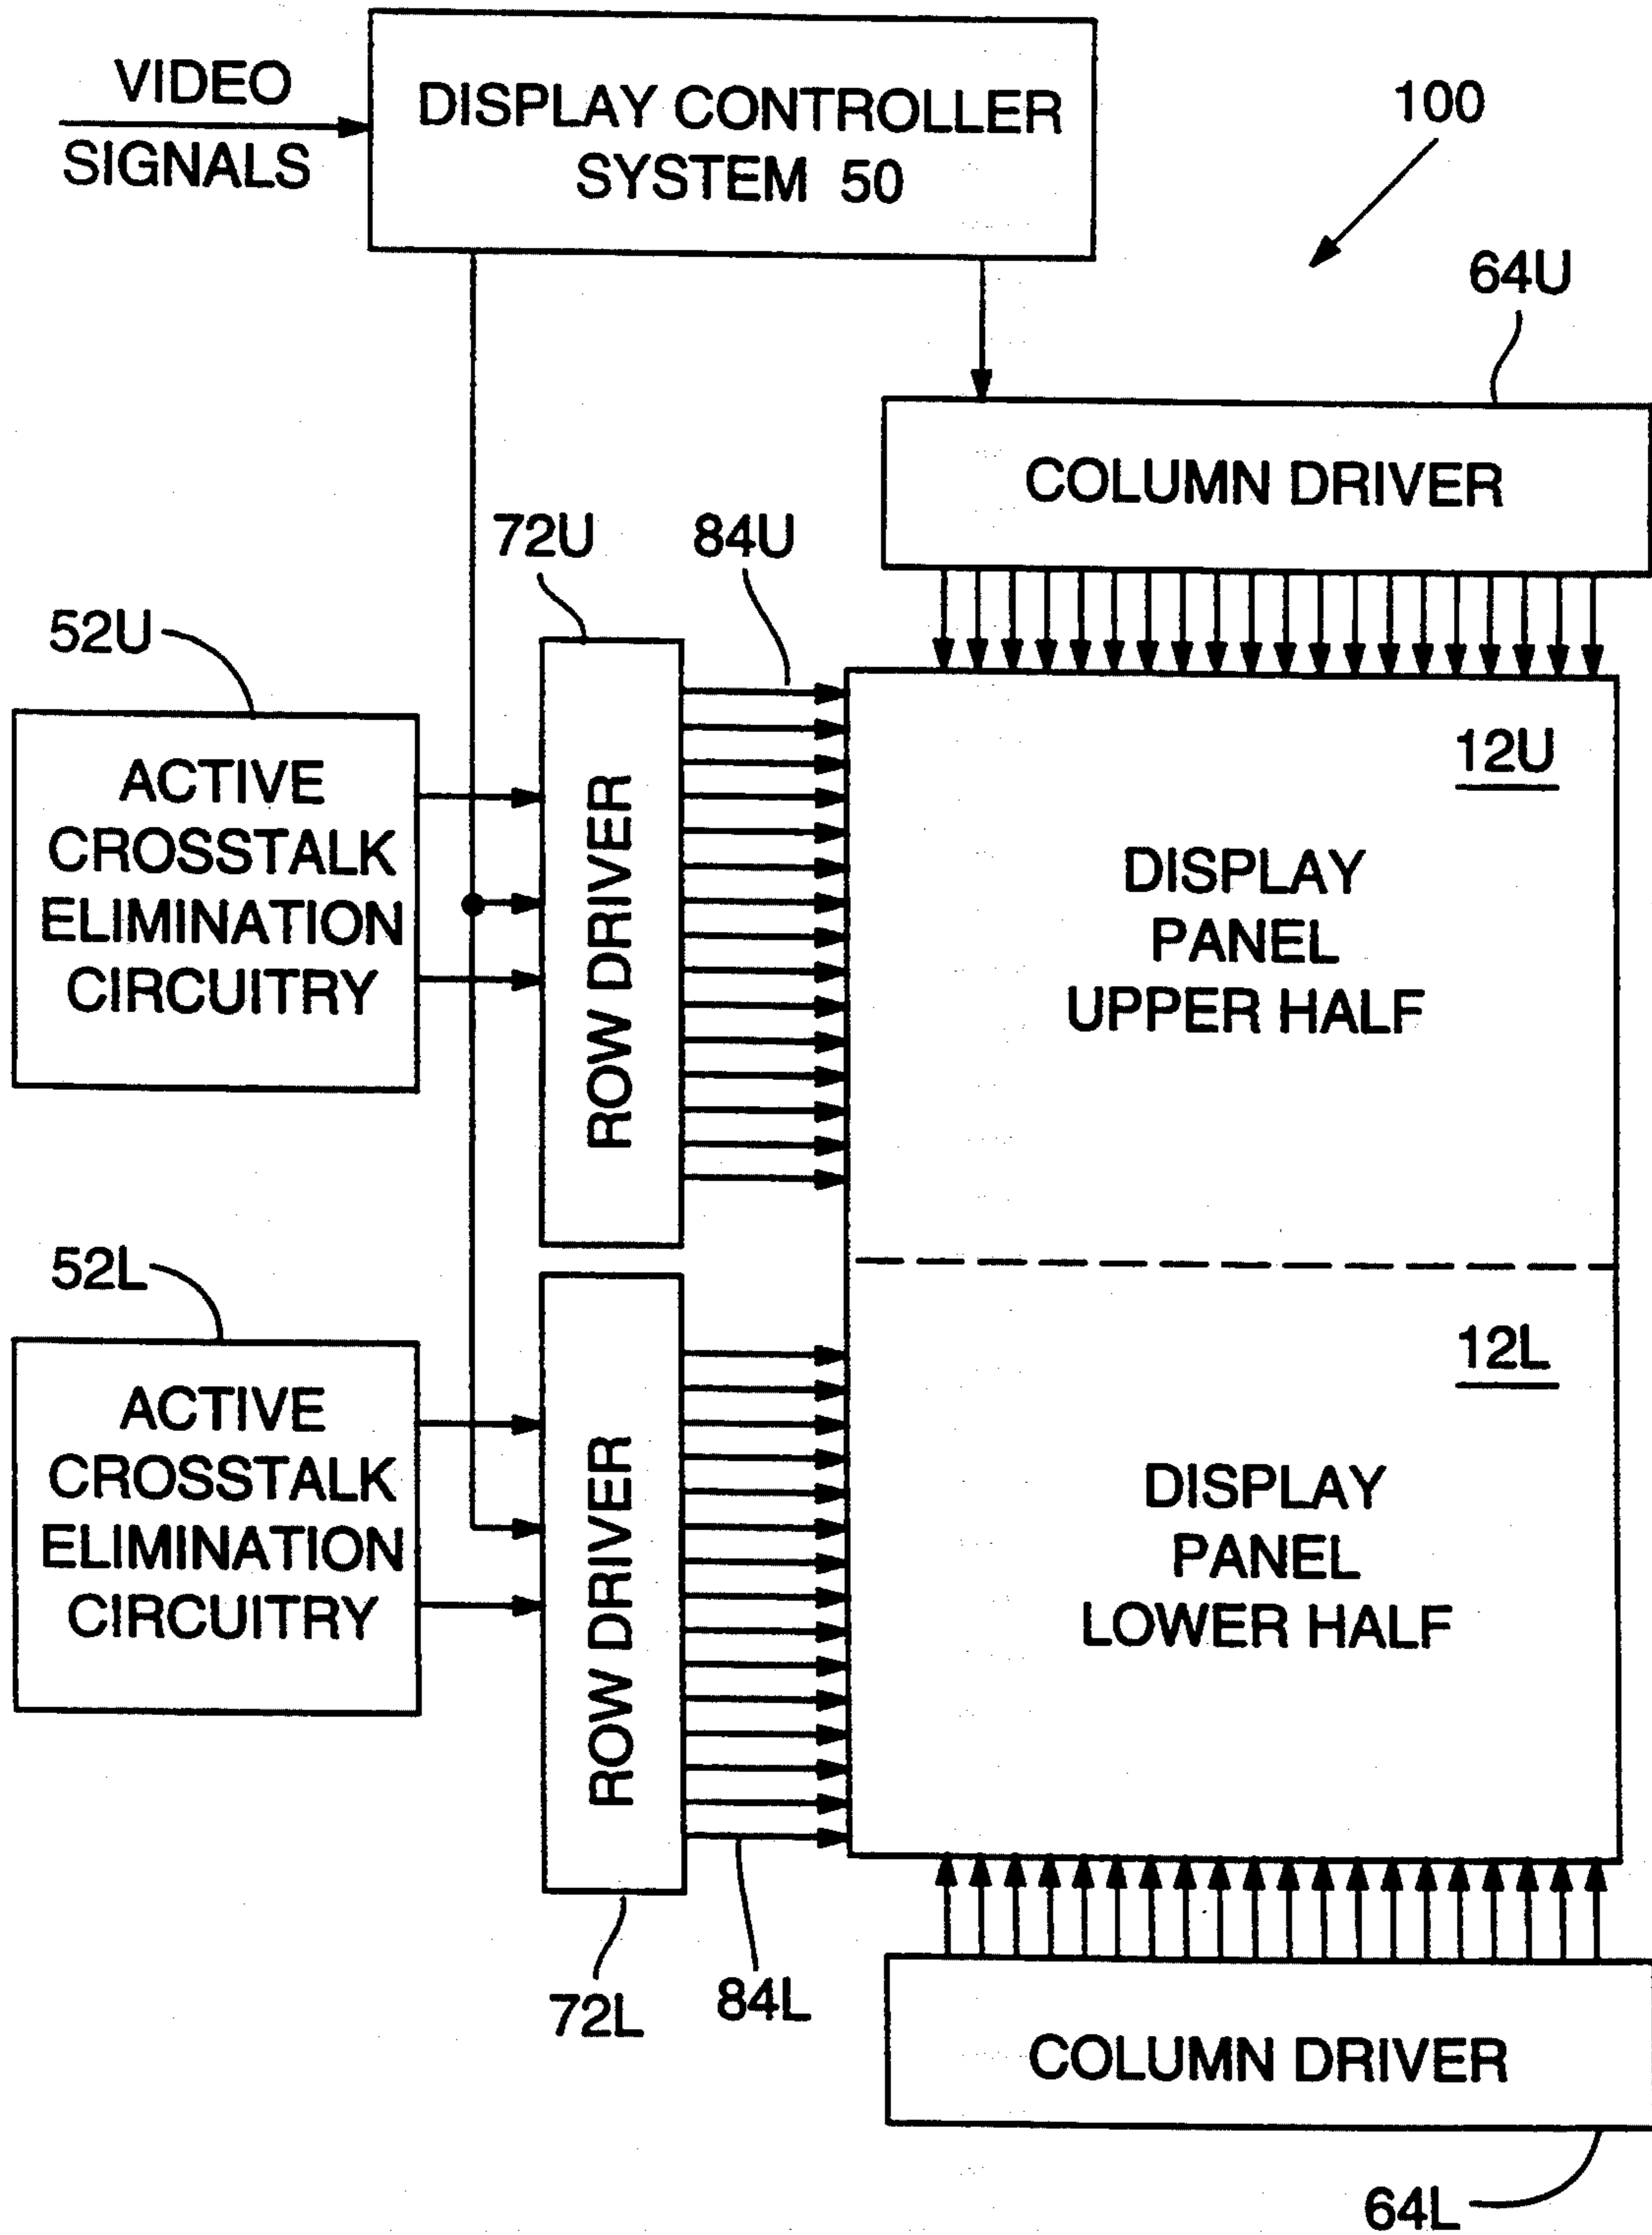 VIDEO
SIGNALS
DISPLAY CONTROLLER
SYSTEM 50
100
64U
COLUMN DRIVER
72U
84U
52U
ACTIVE
CROSSTALK
ELIMINATION
CIRCUITRY
ROW DRIVER
12U
DISPLAY
PANEL
UPPER HALF
52L
ACTIVE
CROSSTALK
ELIMINATION
CIRCUITRY
ROW DRIVER
12L
DISPLAY
PANEL
LOWER HALF
72L
84L
COLUMN DRIVER
64L